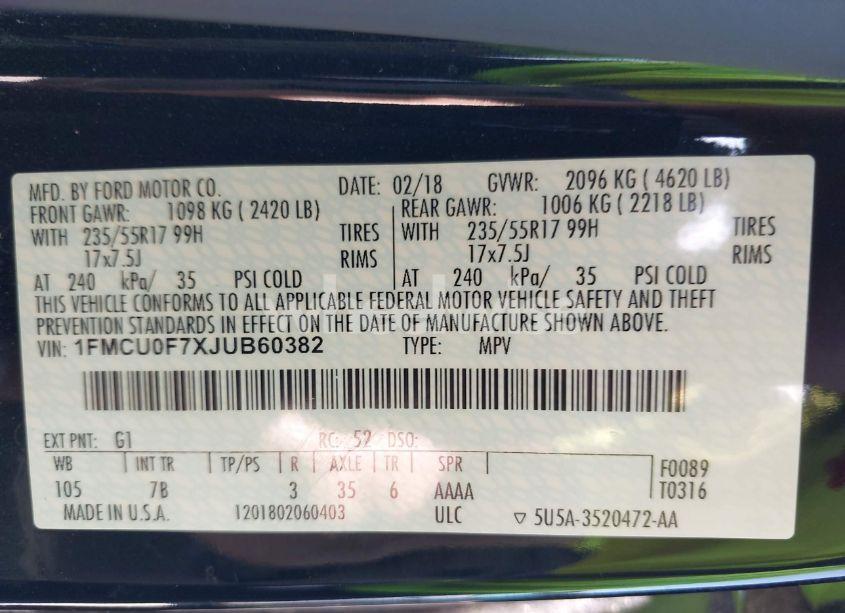 MFD. BY FORD MOTOR CO. DATE: 02/18 GVWR: 2096 KG ( 4620 LB)
FRONT GAWR: 1098 KG ( 2420 LB) REAR GAWR: 1006 KG ( 2218 LB)
WITH 235/55R17 99H TIRES WITH 235/55R17 99H TIRES
17x7.5J RIMS 17x7.5J RIMS
AT 240 kPa/ 35 PSI COLD AT 240 kPa/ 35 PSI COLD
THIS VEHICLE CONFORMS TO ALL APPLICABLE FEDERAL MOTOR VEHICLE SAFETY AND THEFT
PREVENTION STANDARDS IN EFFECT ON THE DATE OF MANUFACTURE SHOWN ABOVE.
VIN: 1FMCU0F7XJUB60382 TYPE: MPV
EXT PNT: G1 RC: 52 DSO:
WB INT TR TP/PS R AXLE TR SPR F0089
105 7B 3 35 6 AAAA T0316
MADE IN U.S.A. 1201802060403 ULC ▽ 5U5A-3520472-AA